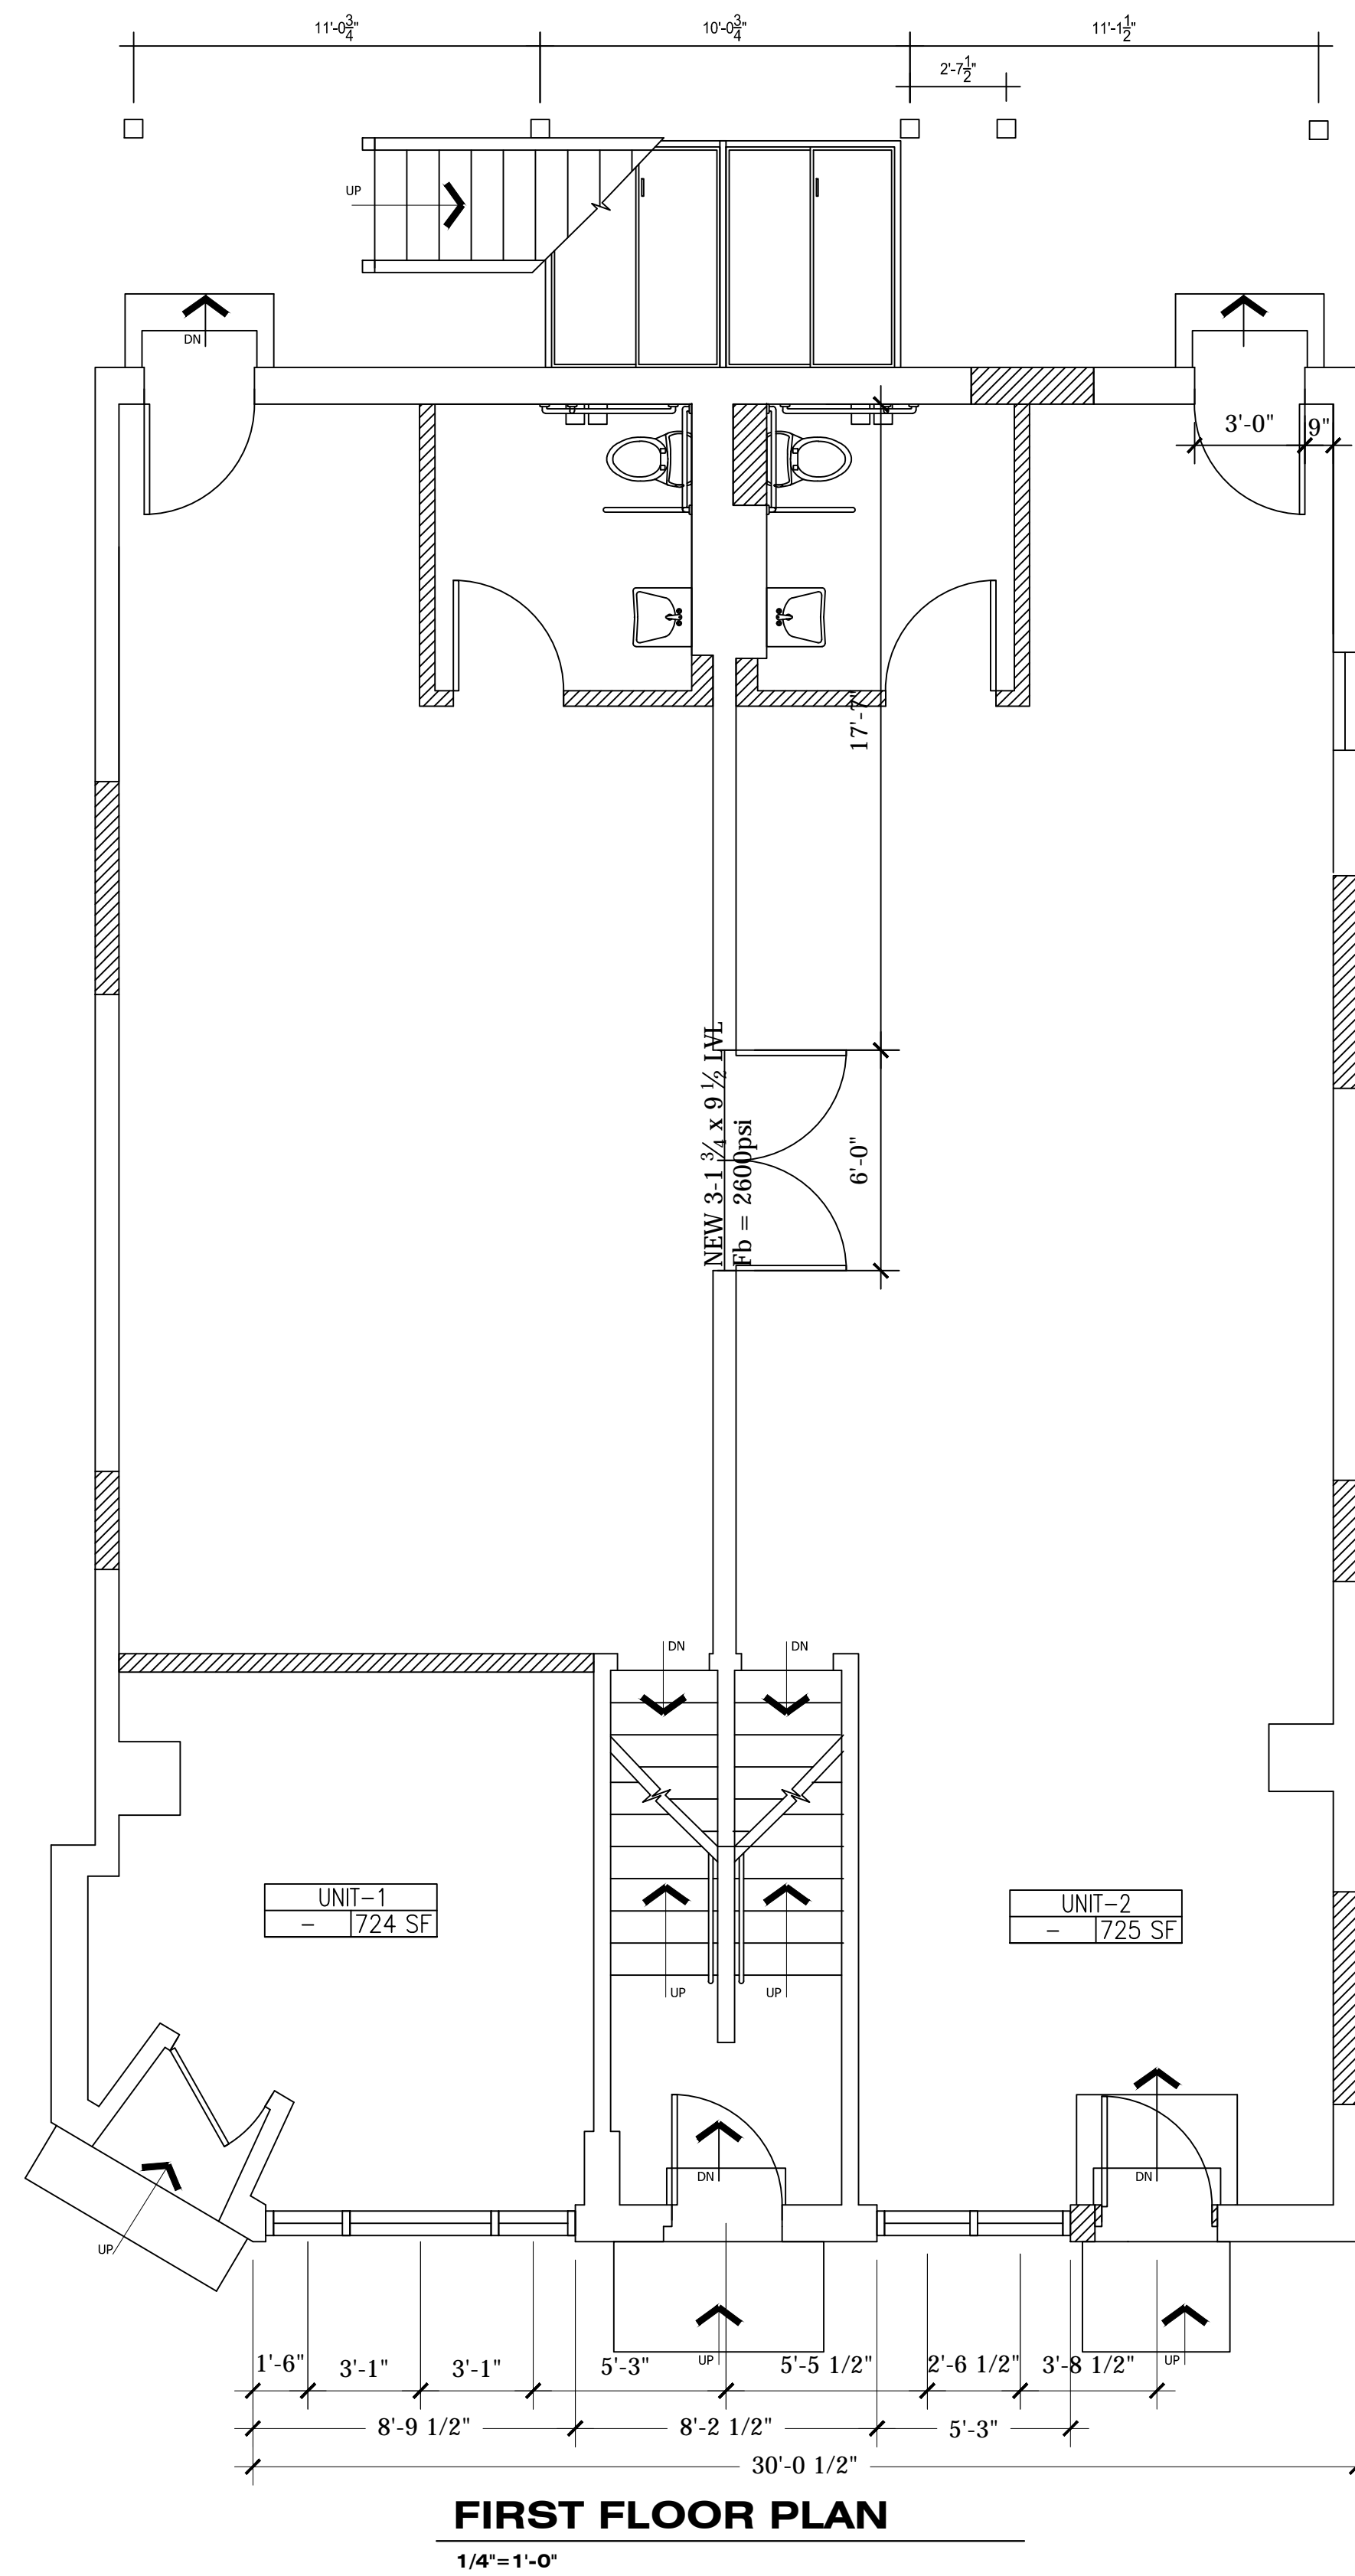 11'-0 3/4"
10'-0 3/4"
11'-1 1/2"
2'-7 1/2"
UP
DN
3'-0"
9"
17'-7"
NEW 3-1 ¾ x 9 ½ LVL
Fb = 2600psi
6'-0"
DN
DN
UNIT-1
– 724 SF
UNIT-2
– 725 SF
UP
UP
DN
DN
UP
UP
UP
1'-6"
3'-1"
3'-1"
5'-3"
5'-5 1/2"
2'-6 1/2"
3'-8 1/2"
8'-9 1/2"
8'-2 1/2"
5'-3"
30'-0 1/2"
FIRST FLOOR PLAN
1/4"=1'-0"